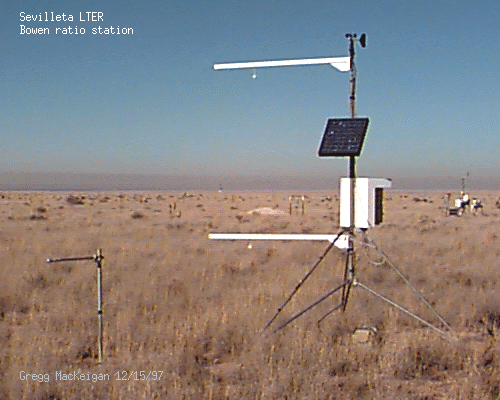 Sevilleta LTER
Bowen ratio station
Gregg MacKeigan 12/15/97